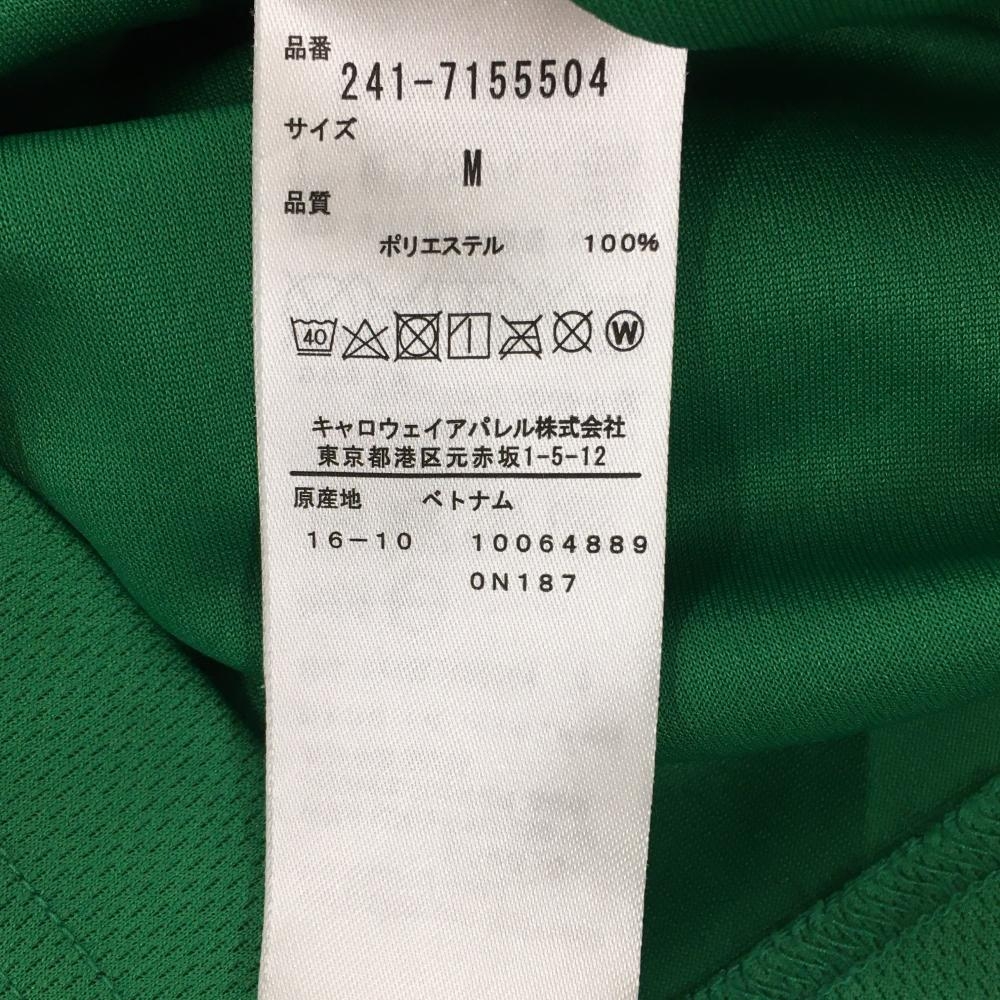 品番
241-7155504
サイズ
M
品質
ポリエステル 100%
40 W
キャロウェイアパレル株式会社
東京都港区元赤坂1-5-12
原産地 ベトナム
16-10 10064889
0N187